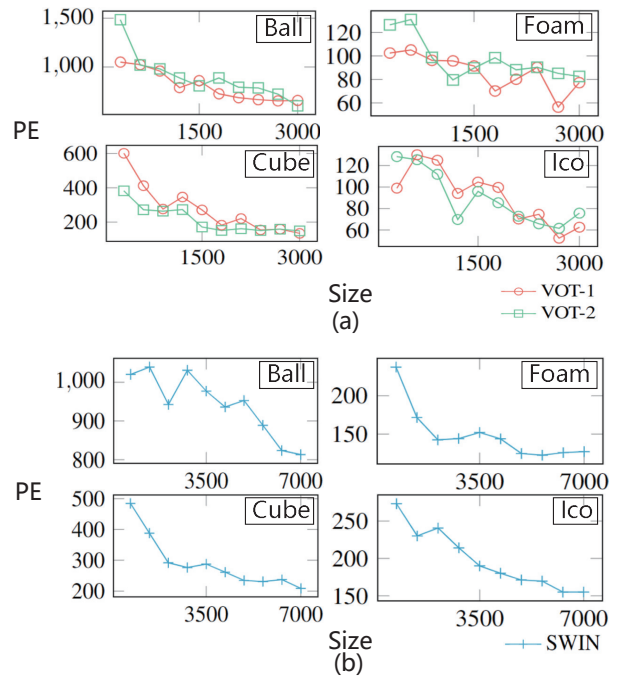 1,500
Ball
1,000
1500
3000
Foam
120
100
80
60
1500
3000
PE
600
Cube
400
200
1500
3000
Ico
120
100
80
60
1500
3000
Size
VOT-1
VOT-2
(a)
1,000
Ball
900
800
3500
7000
Foam
200
150
3500
7000
PE
500
Cube
400
300
200
3500
7000
Ico
250
200
150
3500
7000
Size
SWIN
(b)